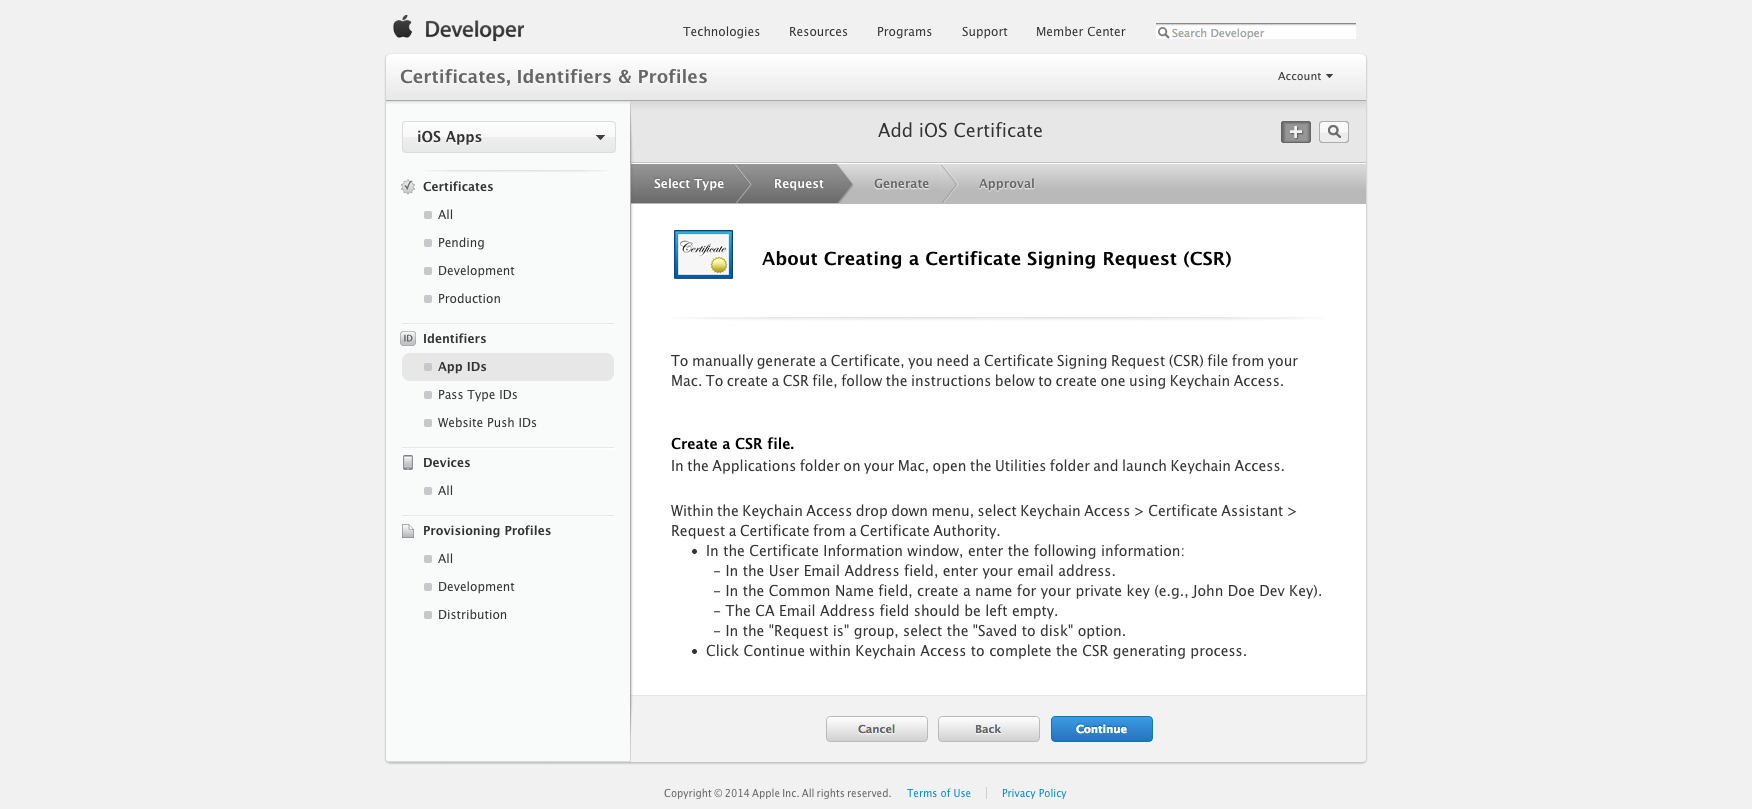 Developer
Technologies
Resources
Programs
Support
Member Center
Search Developer
Certificates, Identifiers & Profiles
Account
iOS Apps
Certificates
All
Pending
Development
Production
ID
Identifiers
App IDs
Pass Type IDs
Website Push IDs
Devices
All
Provisioning Profiles
All
Development
Distribution
Add iOS Certificate
Select Type
Request
Generate
Approval
Certificate
About Creating a Certificate Signing Request (CSR)
To manually generate a Certificate, you need a Certificate Signing Request (CSR) file from your
Mac. To create a CSR file, follow the instructions below to create one using Keychain Access.
Create a CSR file.
In the Applications folder on your Mac, open the Utilities folder and launch Keychain Access.
Within the Keychain Access drop down menu, select Keychain Access > Certificate Assistant >
Request a Certificate from a Certificate Authority.
• In the Certificate Information window, enter the following information:
– In the User Email Address field, enter your email address.
– In the Common Name field, create a name for your private key (e.g., John Doe Dev Key).
– The CA Email Address field should be left empty.
– In the "Request is" group, select the "Saved to disk" option.
• Click Continue within Keychain Access to complete the CSR generating process.
Cancel
Back
Continue
Copyright © 2014 Apple Inc. All rights reserved.
Terms of Use
Privacy Policy